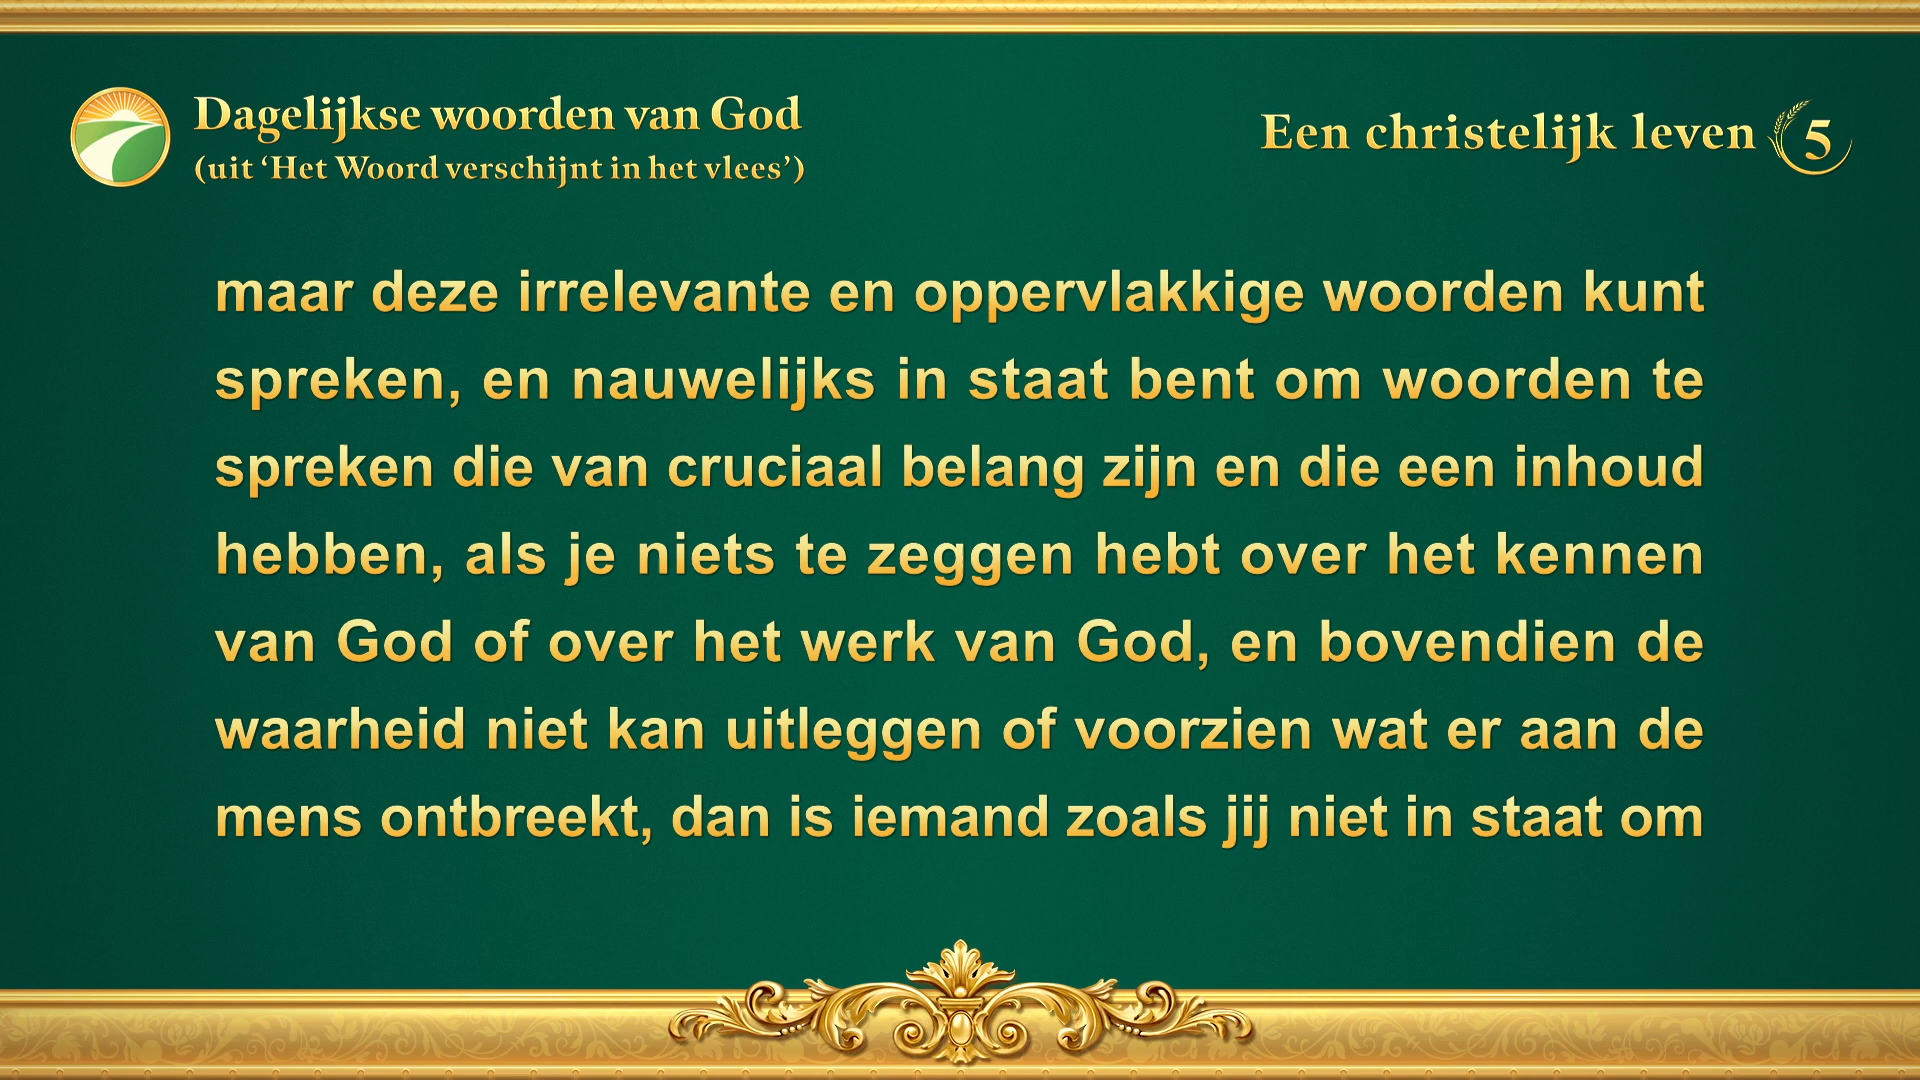 Dagelijkse woorden van God
(uit ‘Het Woord verschijnt in het vlees’)
Een christelijk leven 5
maar deze irrelevante en oppervlakkige woorden kunt
spreken, en nauwelijks in staat bent om woorden te
spreken die van cruciaal belang zijn en die een inhoud
hebben, als je niets te zeggen hebt over het kennen
van God of over het werk van God, en bovendien de
waarheid niet kan uitleggen of voorzien wat er aan de
mens ontbreekt, dan is iemand zoals jij niet in staat om